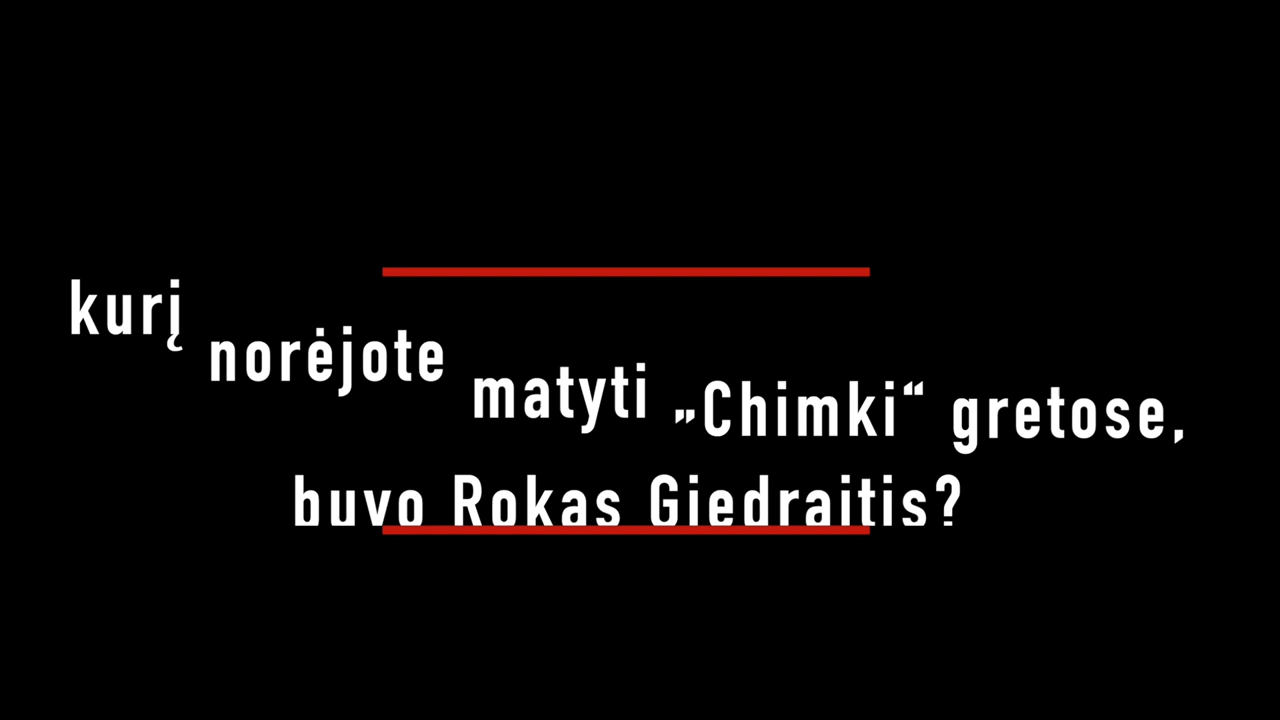 kurį norėjote matyti „Chimki“ gretose,
buvo Rokas Giedraitis?